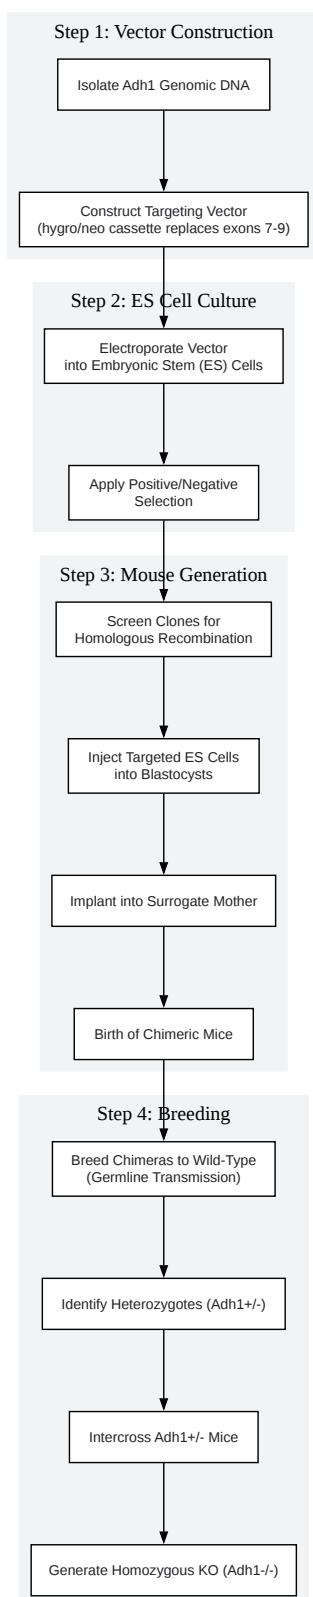 Step 1: Vector Construction
Isolate Adh1 Genomic DNA
Construct Targeting Vector
(hygro/neo cassette replaces exons 7-9)
Step 2: ES Cell Culture
Electroporate Vector
into Embryonic Stem (ES) Cells
Apply Positive/Negative
Selection
Step 3: Mouse Generation
Screen Clones for
Homologous Recombination
Inject Targeted ES Cells
into Blastocysts
Implant into Surrogate Mother
Birth of Chimeric Mice
Step 4: Breeding
Breed Chimeras to Wild-Type
(Germline Transmission)
Identify Heterozygotes (Adh1+/-)
Intercross Adh1+/- Mice
Generate Homozygous KO (Adh1-/-)